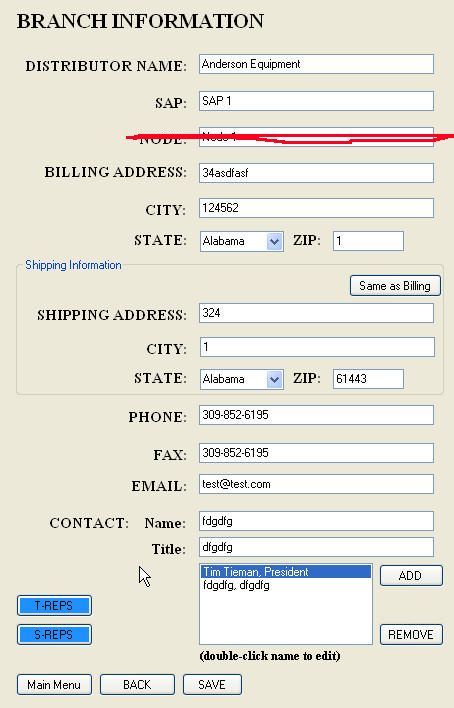 BRANCH INFORMATION
DISTRIBUTOR NAME: Anderson Equipment
SAP: SAP 1
NODE: Node 1
BILLING ADDRESS: 34asdfasf
CITY: 124562
STATE: Alabama ZIP: 1
Shipping Information
Same as Billing
SHIPPING ADDRESS: 324
CITY: 1
STATE: Alabama ZIP: 61443
PHONE: 309-852-6195
FAX: 309-852-6195
EMAIL: test@test.com
CONTACT: Name: fdgdfg
Title: dfgdfg
Tim Tieman, President ADD
fdgdfg, dfgdfg
T-REPS
S-REPS REMOVE
(double-click name to edit)
Main Menu BACK SAVE